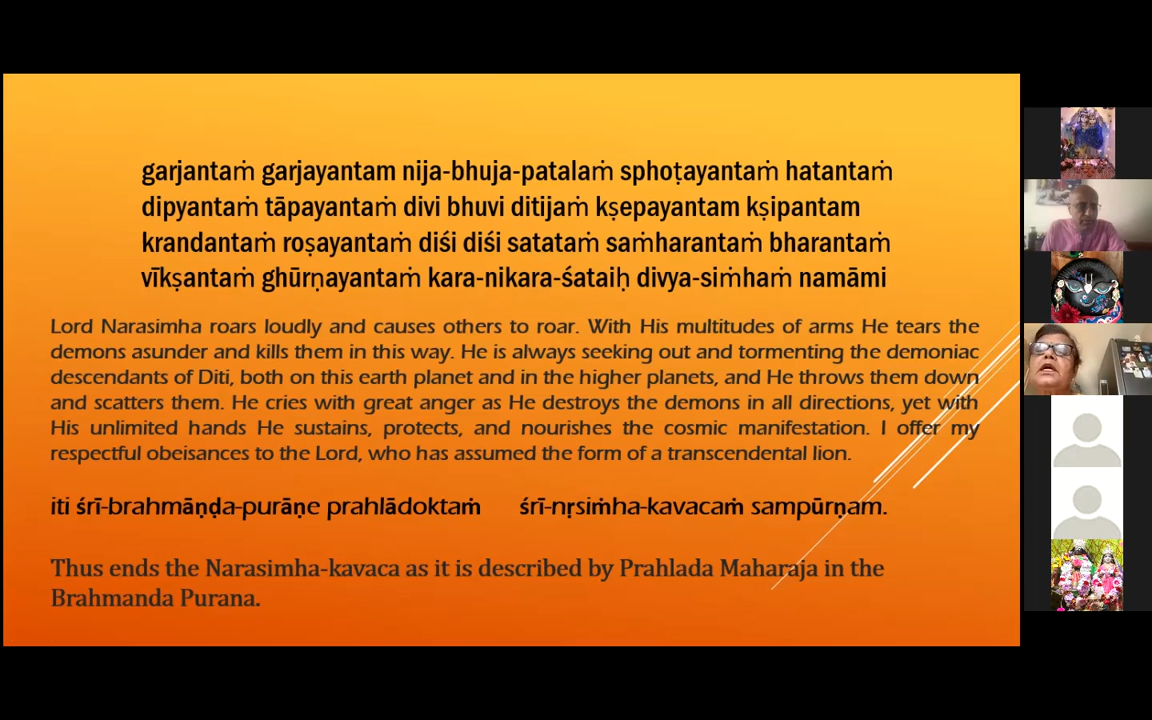 garjantaṁ garjayantam nija-bhuja-patalaṁ sphoṭayantaṁ hatantaṁ
dipyantaṁ tāpayantaṁ divi bhuvi ditijaṁ kṣepayantam kṣipantam
krandantaṁ roṣayantaṁ diśi diśi satataṁ saṁharantaṁ bharantaṁ
vīkṣantaṁ ghūrṇayantaṁ kara-nikara-śataiḥ divya-siṁhaṁ namāmi
Lord Narasimha roars loudly and causes others to roar. With His multitudes of arms He tears the
demons asunder and kills them in this way. He is always seeking out and tormenting the demoniac
descendants of Diti, both on the earth planet and in the higher planets, and He throws them down
and scatters them. He cries with great anger as He destroys the demons in all directions, yet with
His unlimited hands He sustains, protects, and nourishes the cosmic manifestation. I offer my
respectful obeisances to the Lord, who has assumed the form of a transcendental lion.
iti śrī-brahmāṇḍa-purāṇe prahlādoktaṁ śrī-nṛsiṁha-kavacaṁ sampūrṇam.
Thus ends the Narasimha-kavaca as it is described by Prahlada Maharaja in the
Brahmanda Purana.